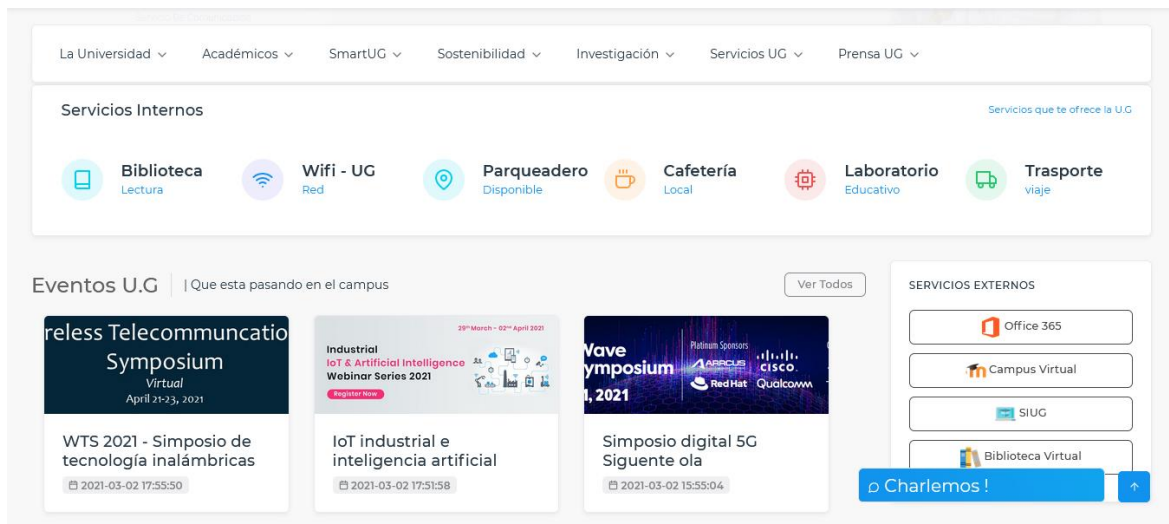 La Universidad Académicos SmartUG Sostenibilidad Investigación Servicios UG Prensa UG
Servicios Internos
Servicios que te ofrece la U.G
Biblioteca
Lectura
Wifi - UG
Red
Parqueadero
Disponible
Cafetería
Local
Laboratorio
Educativo
Trasporte
viaje
Eventos U.G | Que esta pasando en el campus
Ver Todos
reless Telecommuncatio
Symposium
Virtual
April 21-23, 2021
WTS 2021 - Simposio de
tecnología inalámbricas
2021-03-02 17:55:50
29th March - 02nd April 2021
Industrial
IoT & Artificial Intelligence
Webinar Series 2021
Register Now
IoT industrial e
inteligencia artificial
2021-03-02 17:51:58
Wave
ymposium
1, 2021
Platinum Sponsors
ARRCUS
CISCO
Red Hat
Qualcomm
Simposio digital 5G
Siguente ola
2021-03-02 15:55:04
SERVICIOS EXTERNOS
Office 365
Campus Virtual
SIUG
Biblioteca Virtual
Charlemos !